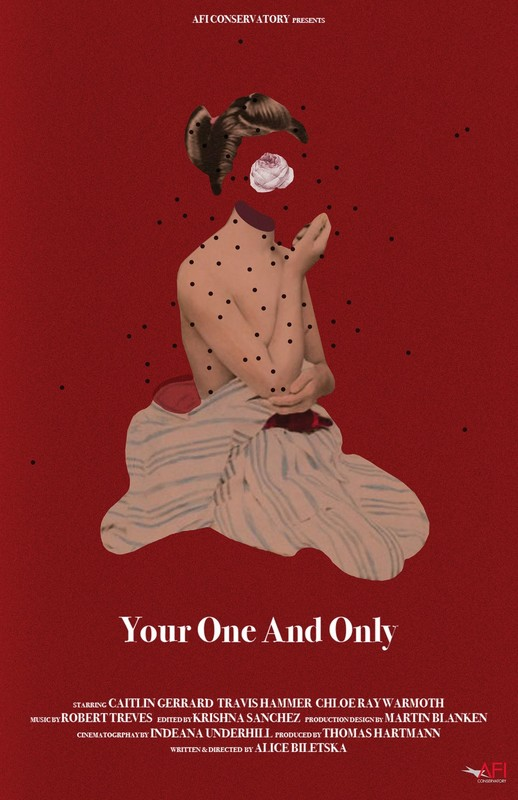 AFI CONSERVATORY PRESENTS
Your One And Only
STARRING CAITLIN GERRARD TRAVIS HAMMER CHLOE RAY WARMOTH
MUSIC BY ROBERT TREVES EDITED BY KRISHNA SANCHEZ PRODUCTION DESIGN BY MARTIN BLANKEN
CINEMATOGRPAHY BY INDEANA UNDERHILL PRODUCED BY THOMAS HARTMANN
WRITTEN & DIRECTED BY ALICE BILETSKA
AFI
CONSERVATORY